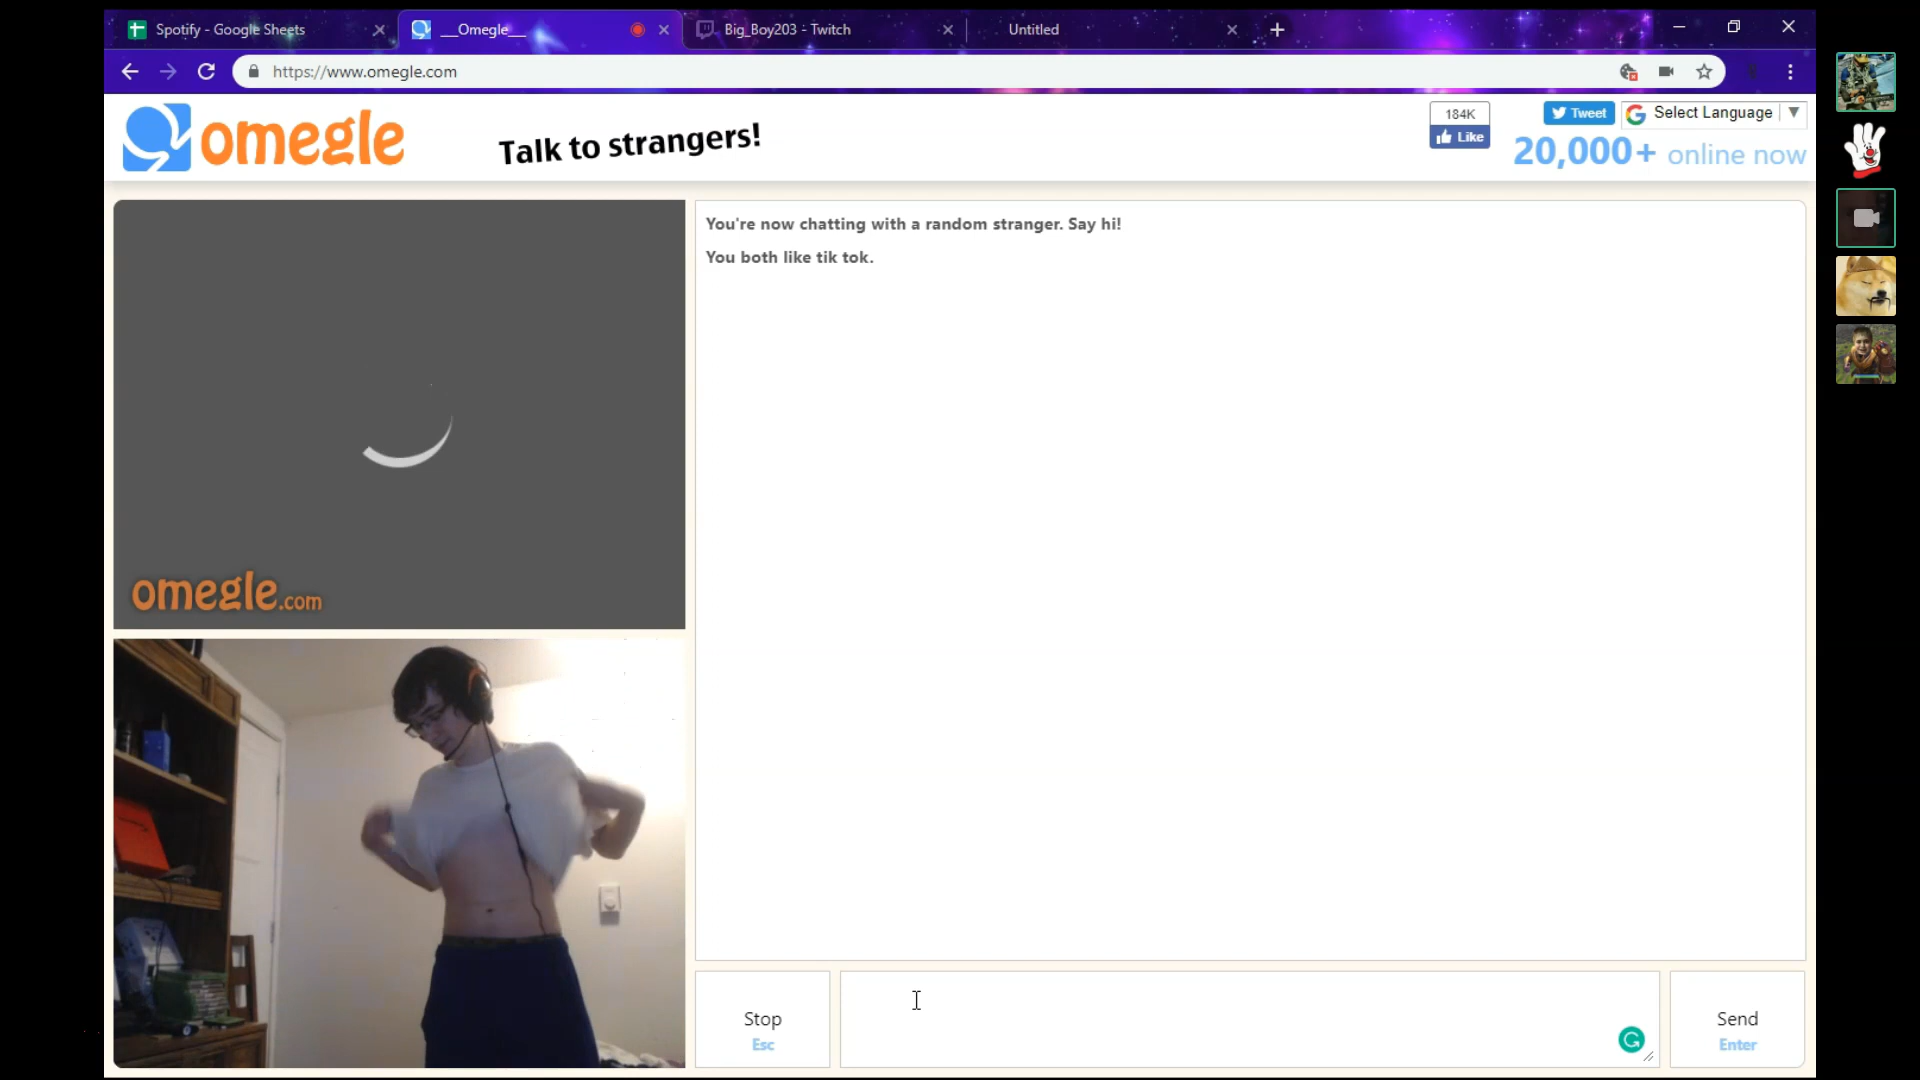 Spotify - Google Sheets
__Omegle__
Big_Boy203 - Twitch
Untitled
https://www.omegle.com
omegle
Talk to strangers!
184K
Like
Tweet
Select Language
20,000+ online now
You're now chatting with a random stranger. Say hi!
You both like tik tok.
omegle.com
Stop
Esc
Send
Enter